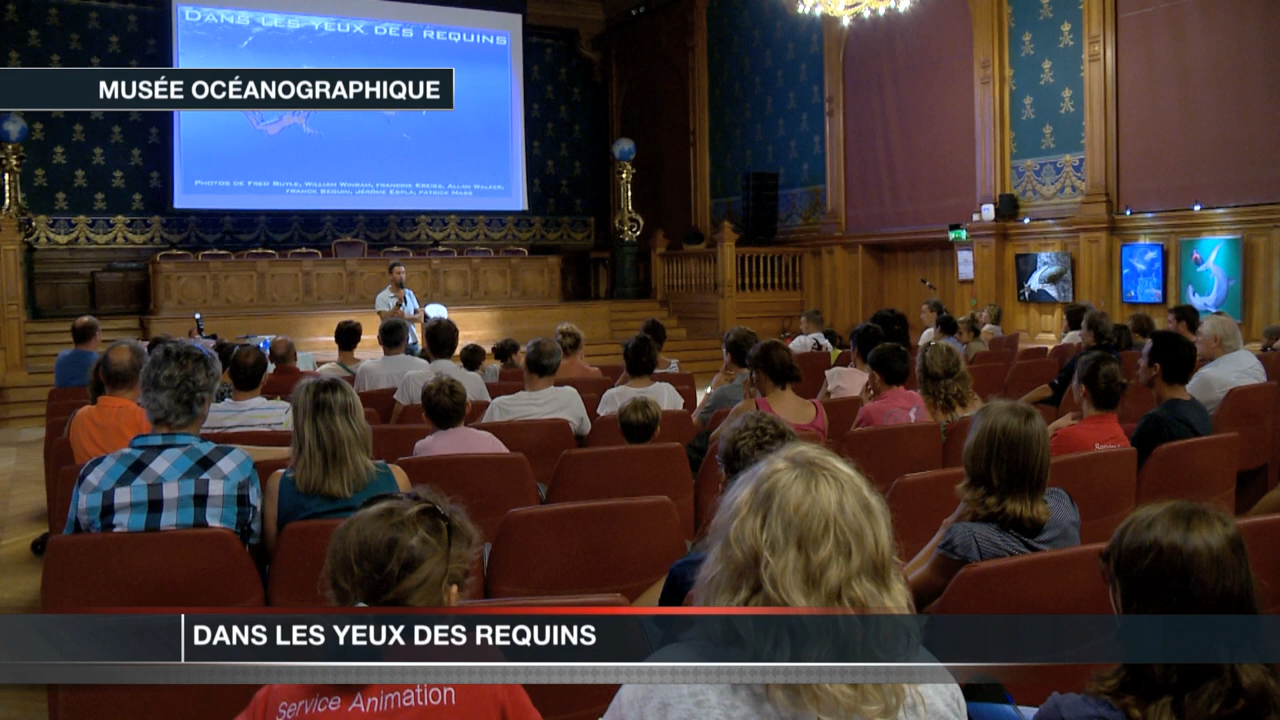 DANS LES YEUX DES REQUINS
MUSÉE OCÉANOGRAPHIQUE
PHOTOS DE FRED BUYLE, WILLIAM WINRAM, FRANCINE KREISS, ALLAN WALKER,
FRANCK SEGUIN, JÉRÔME ESPLA, PATRICK MASS
DANS LES YEUX DES REQUINS
Service Animation